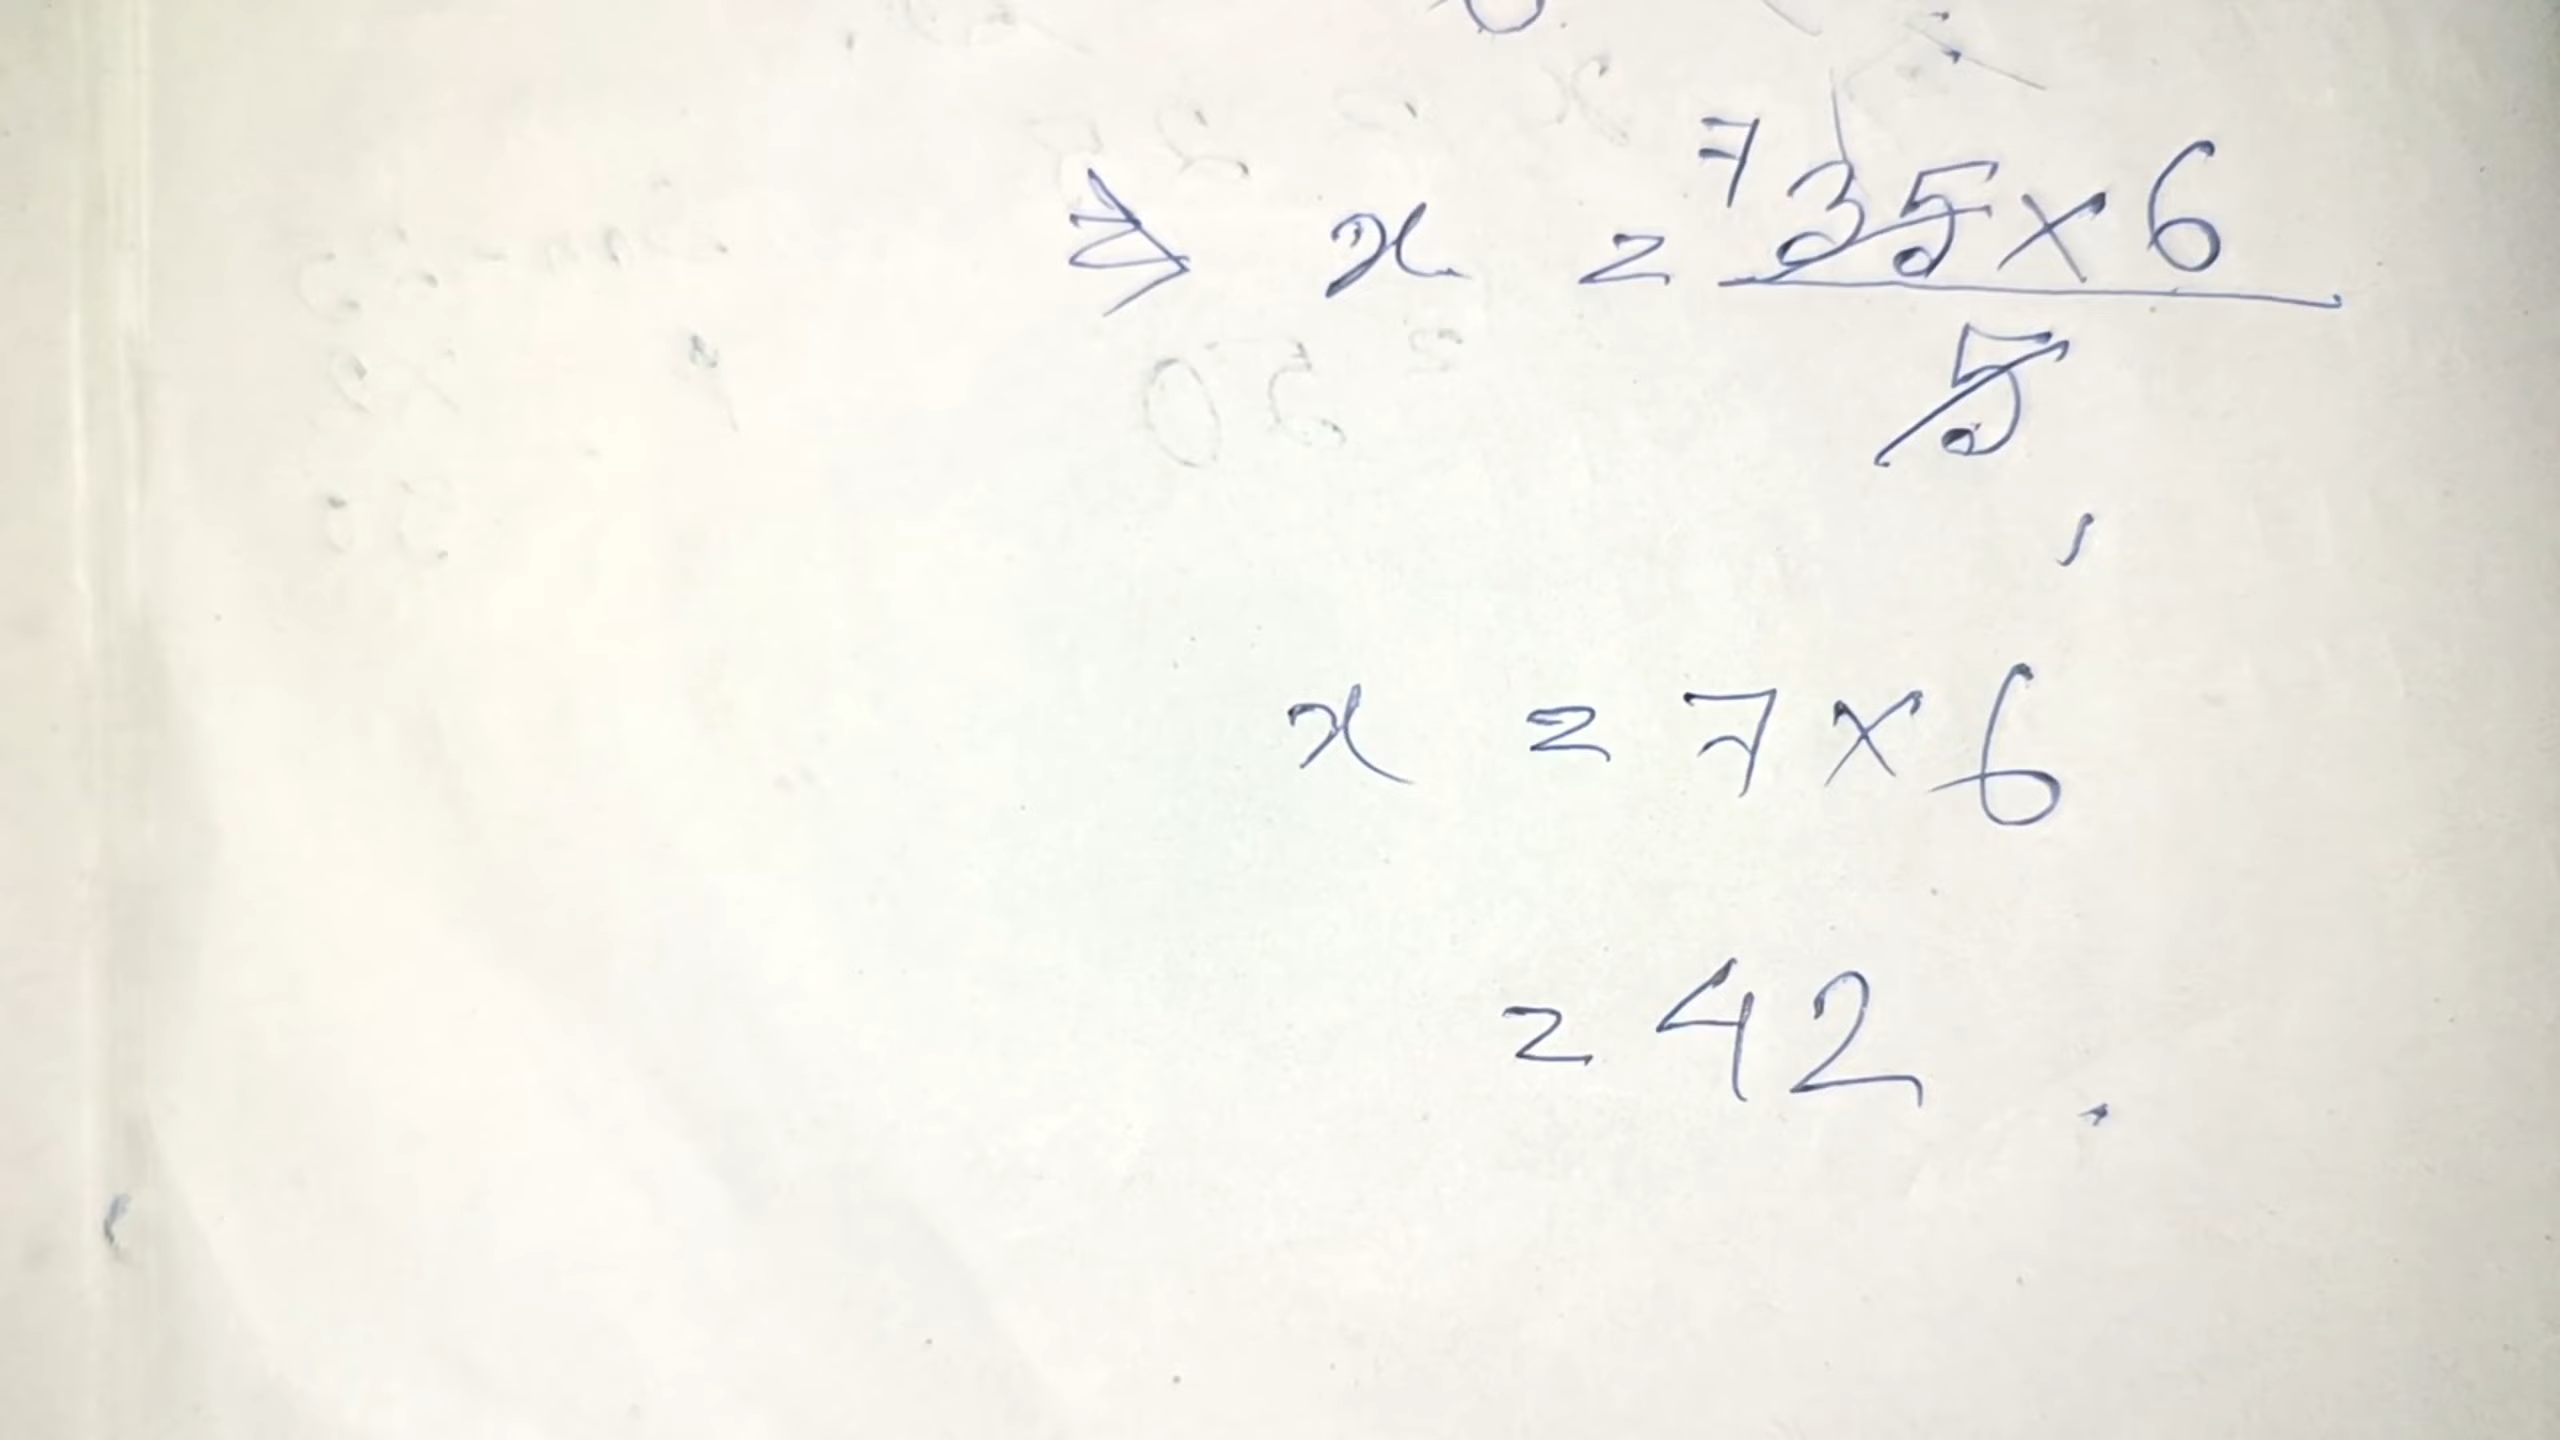 ⇒ x = ⁷35 × 6 / 5
x = 7 × 6
= 42 .